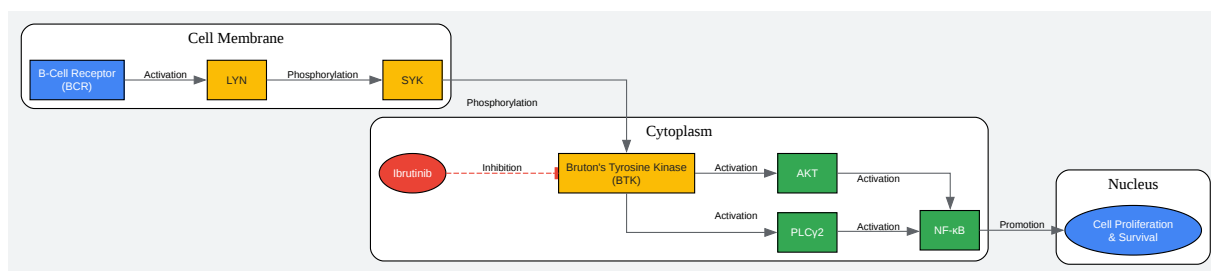 Cell Membrane
B-Cell Receptor
(BCR)
Activation
LYN
Phosphorylation
SYK
Phosphorylation
Cytoplasm
Ibrutinib
Inhibition
Bruton's Tyrosine Kinase
(BTK)
Activation
AKT
Activation
Activation
PLCγ2
Activation
NF-κB
Promotion
Nucleus
Cell Proliferation
& Survival